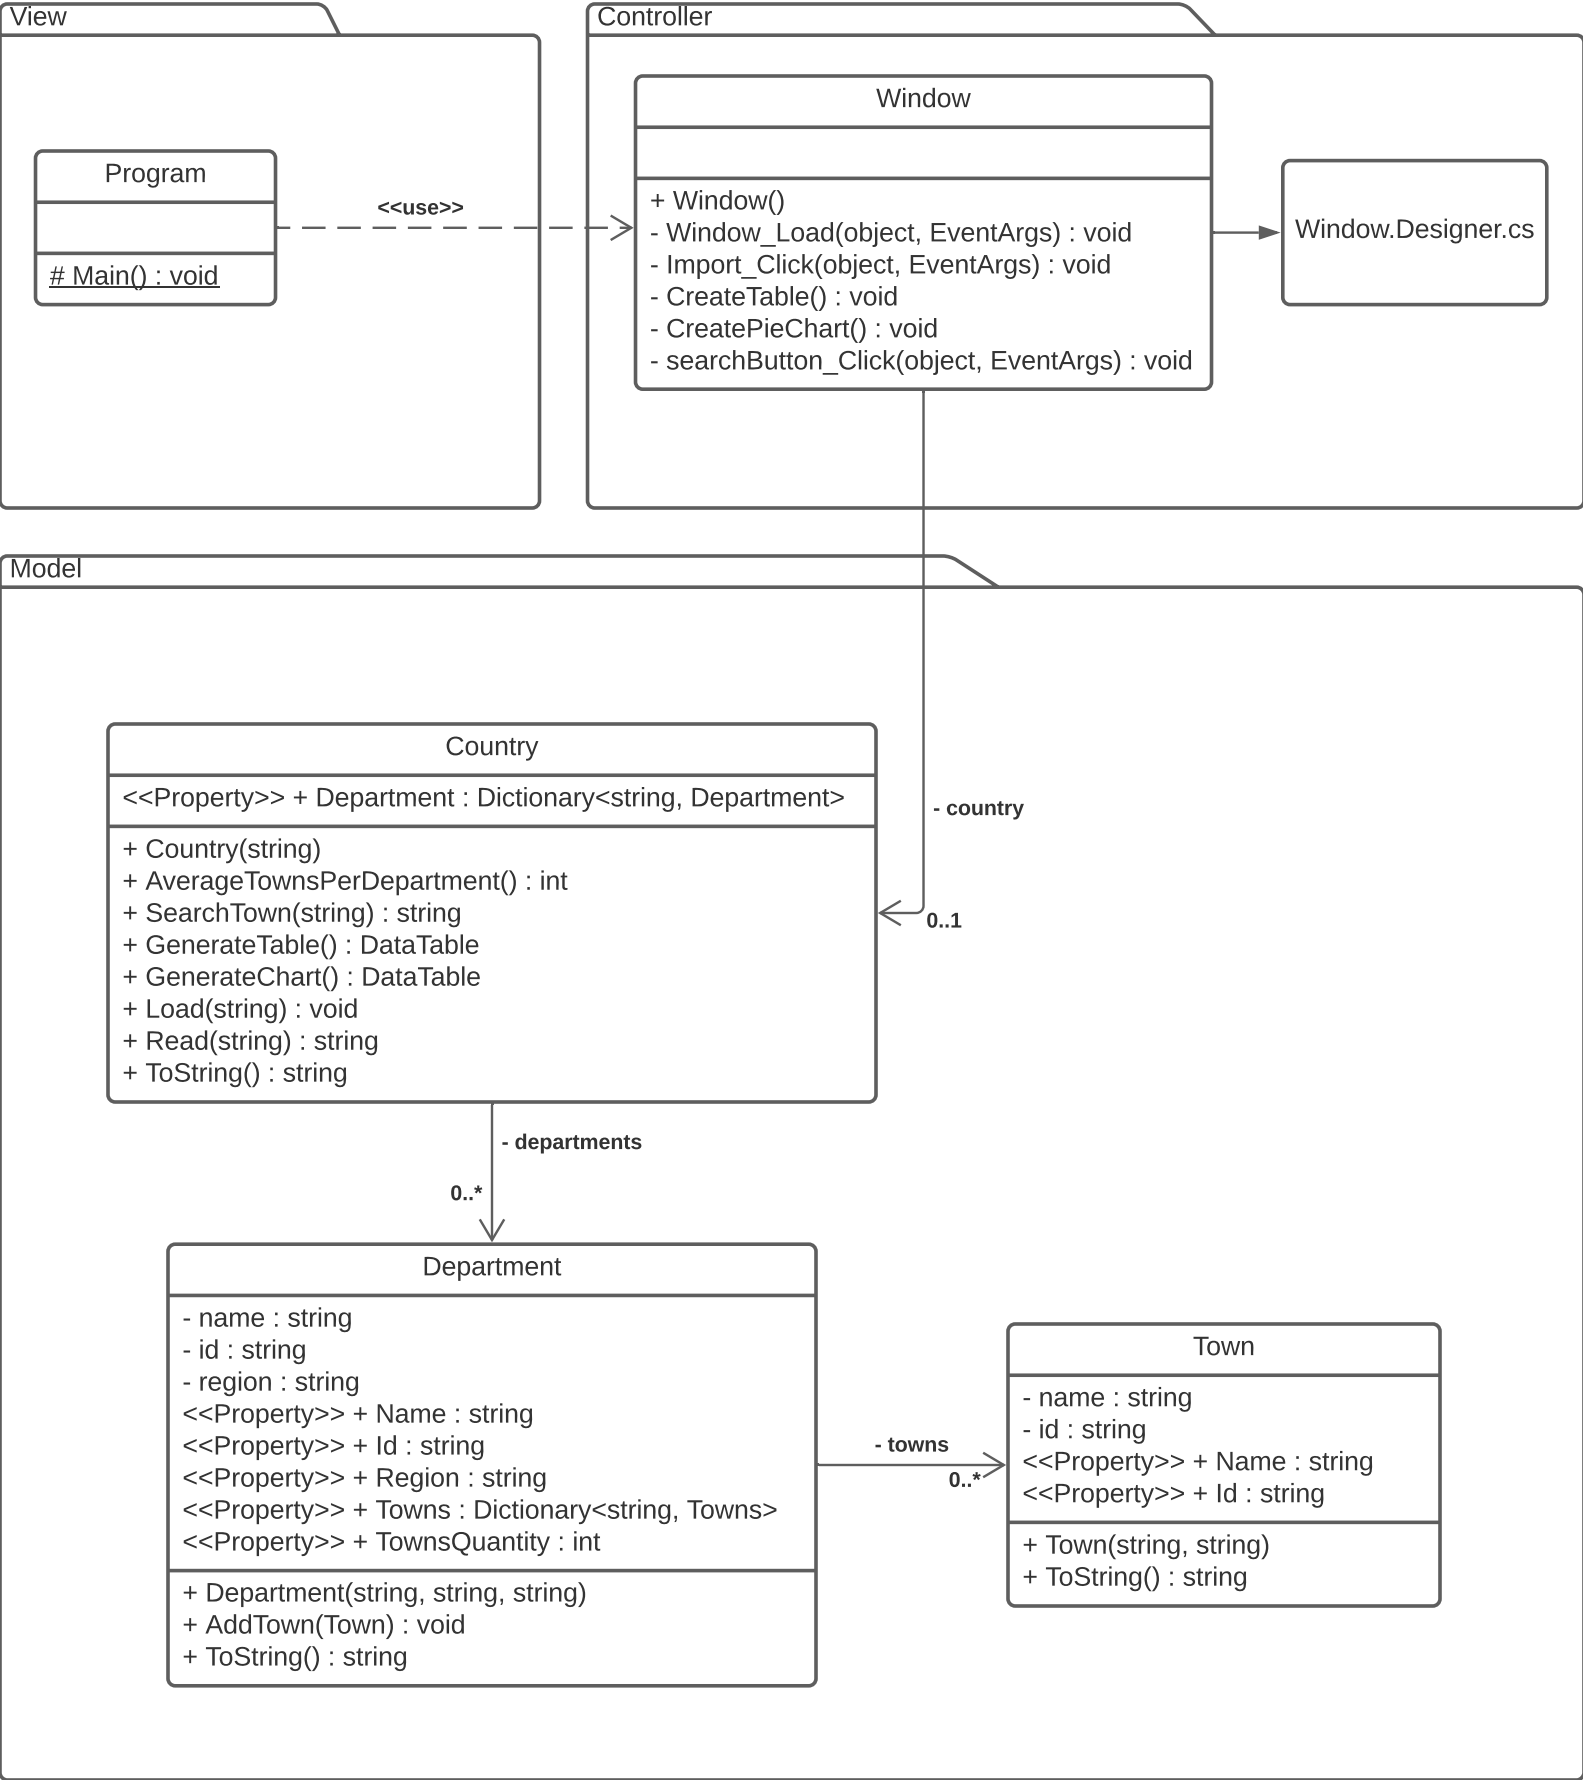 View
Program
# Main() : void
<<use>>
Controller
Window
+ Window()
- Window_Load(object, EventArgs) : void
- Import_Click(object, EventArgs) : void
- CreateTable() : void
- CreatePieChart() : void
- searchButton_Click(object, EventArgs) : void
Window.Designer.cs
Model
- country
0..1
Country
<<Property>> + Department : Dictionary<string, Department>
+ Country(string)
+ AverageTownsPerDepartment() : int
+ SearchTown(string) : string
+ GenerateTable() : DataTable
+ GenerateChart() : DataTable
+ Load(string) : void
+ Read(string) : string
+ ToString() : string
- departments
0..*
Department
- name : string
- id : string
- region : string
<<Property>> + Name : string
<<Property>> + Id : string
<<Property>> + Region : string
<<Property>> + Towns : Dictionary<string, Towns>
<<Property>> + TownsQuantity : int
+ Department(string, string, string)
+ AddTown(Town) : void
+ ToString() : string
- towns
0..*
Town
- name : string
- id : string
<<Property>> + Name : string
<<Property>> + Id : string
+ Town(string, string)
+ ToString() : string